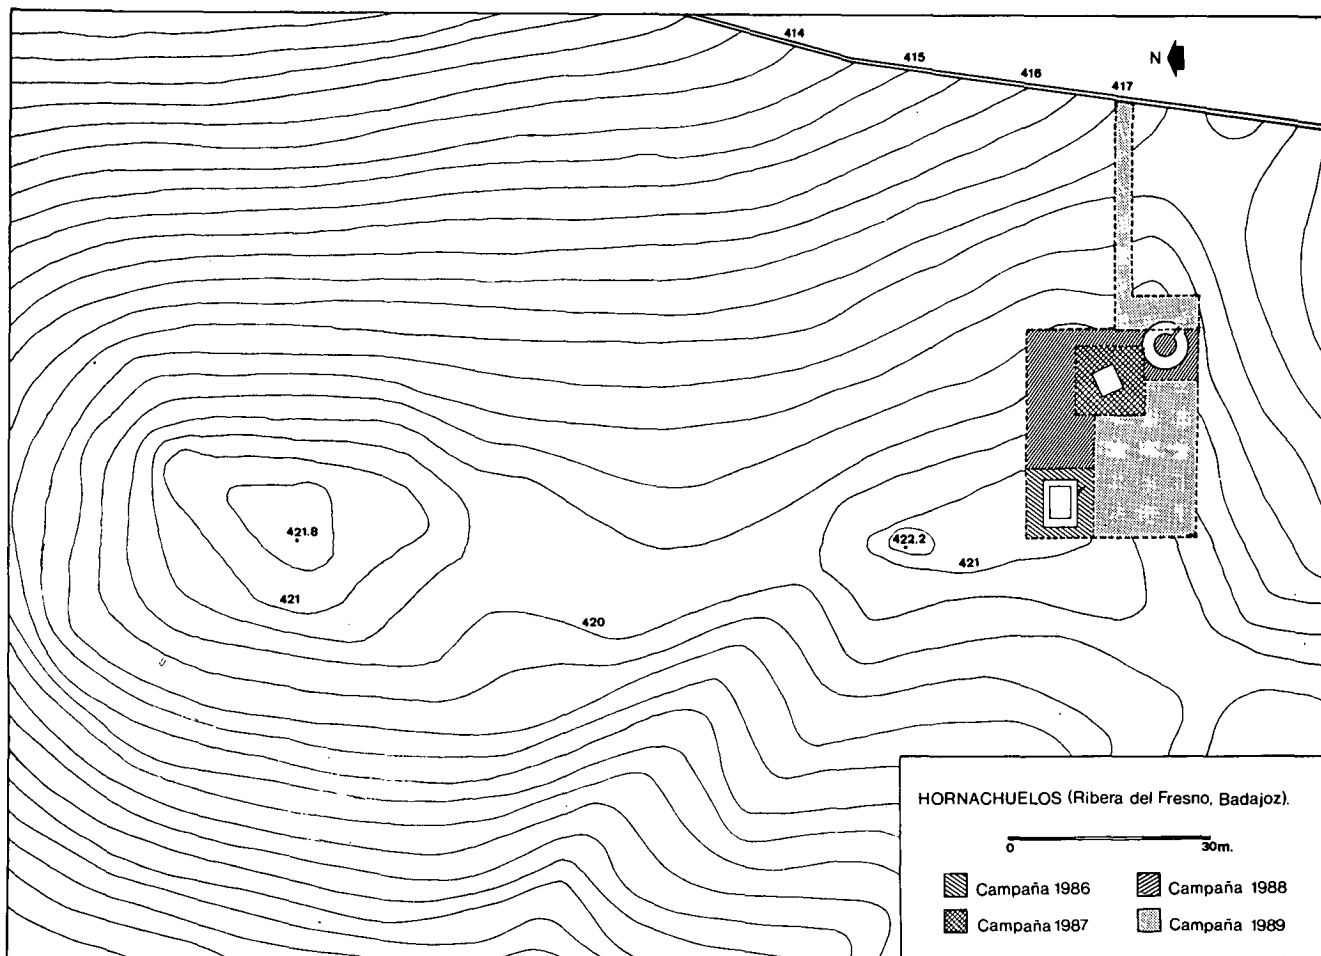 414
415
416
417
N
421.8
421
420
422.2
421
HORNACHUELOS (Ribera del Fresno, Badajoz).
0 30m.
Campaña 1986
Campaña 1988
Campaña 1987
Campaña 1989